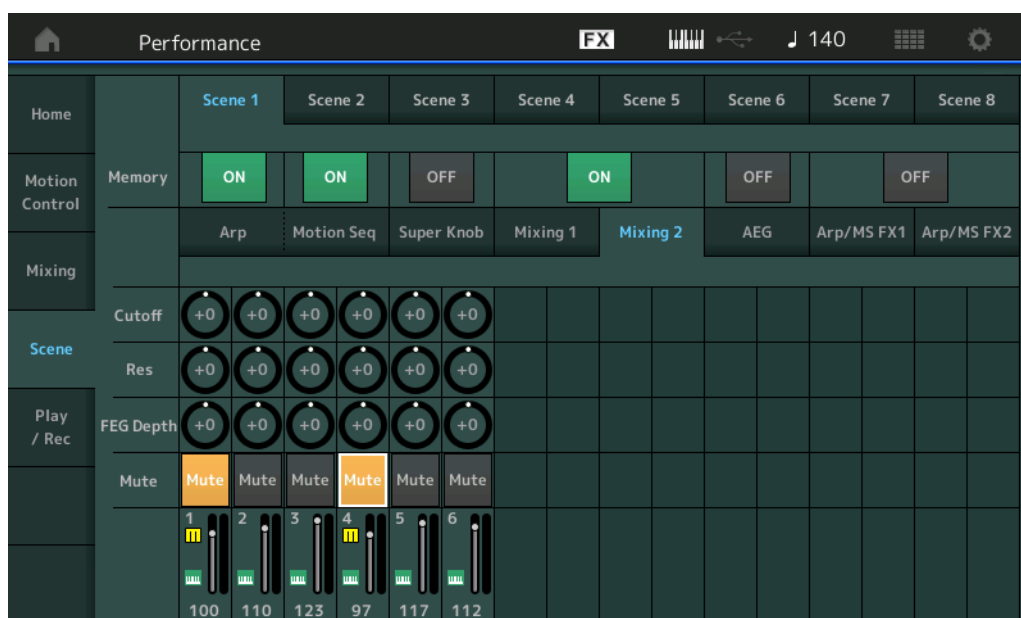 Performance FX 140
Home Scene 1 Scene 2 Scene 3 Scene 4 Scene 5 Scene 6 Scene 7 Scene 8
Motion Control Memory ON ON OFF ON OFF OFF
Arp Motion Seq Super Knob Mixing 1 Mixing 2 AEG Arp/MS FX1 Arp/MS FX2
Mixing
Cutoff +0 +0 +0 +0 +0 +0
Scene
Res +0 +0 +0 +0 +0 +0
Play / Rec
FEG Depth +0 +0 +0 +0 +0 +0
Mute Mute Mute Mute Mute Mute Mute
1 2 3 4 5 6
100 110 123 97 117 112